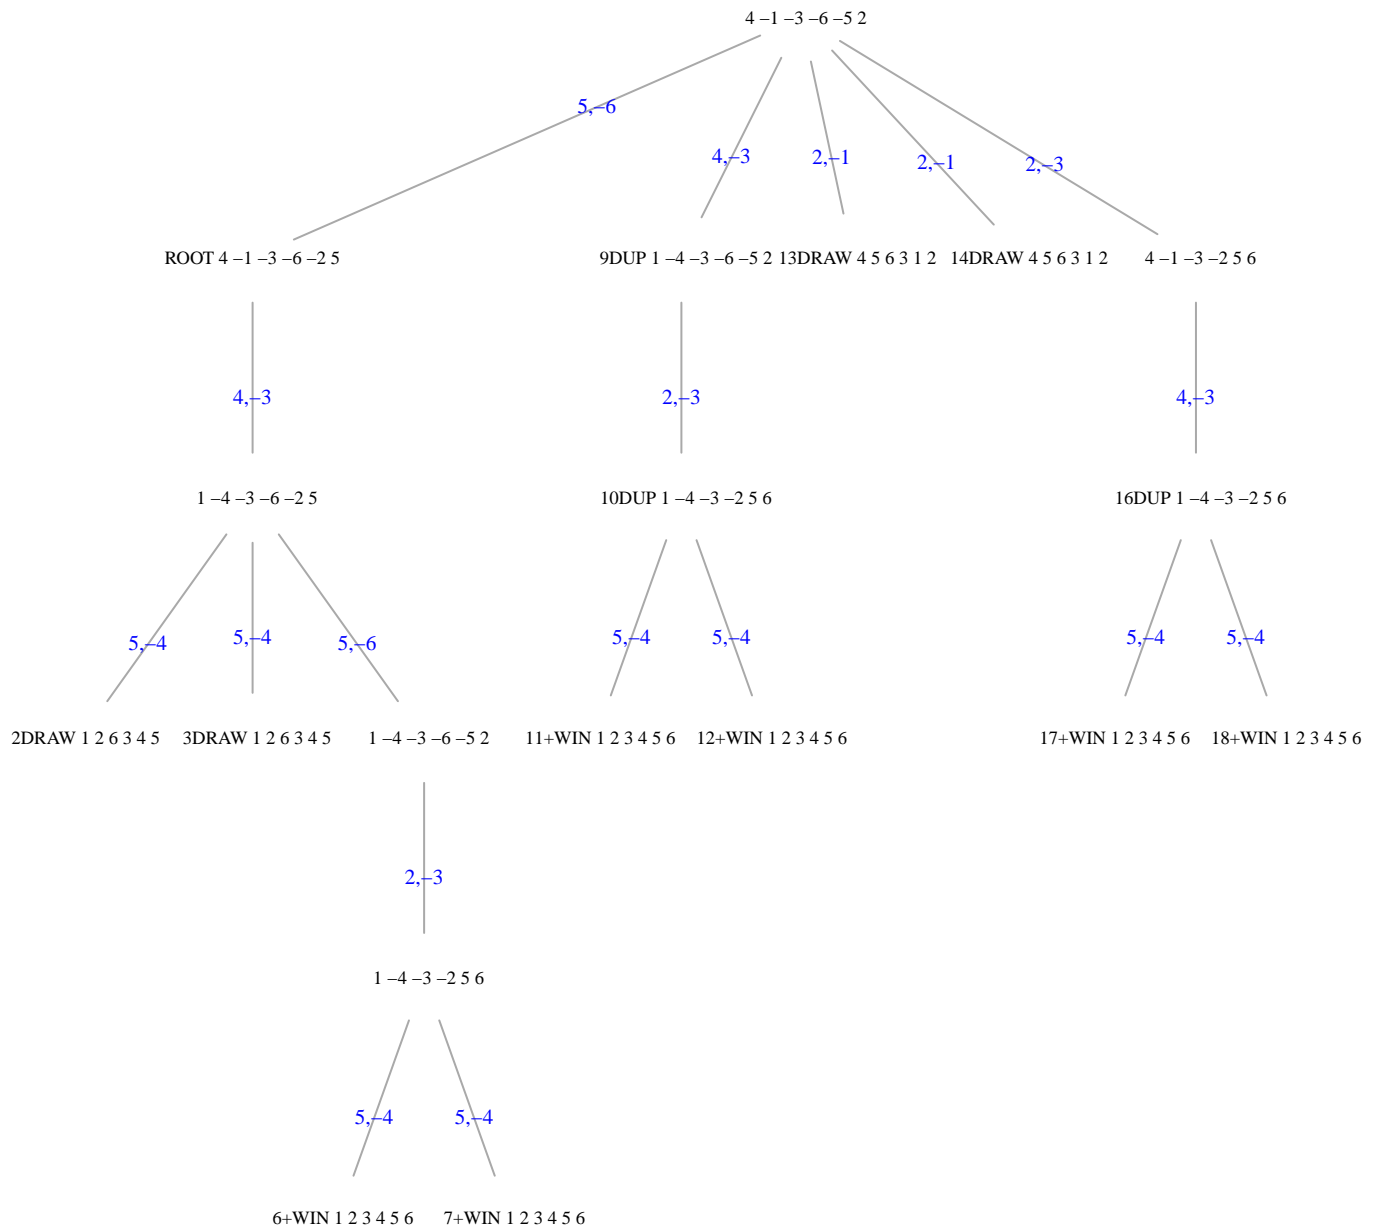 4 –1 –3 –6 –5 2
5,–6
4,–3
2,–1
2,–1
2,–3
ROOT 4 –1 –3 –6 –2 5
9DUP 1 –4 –3 –6 –5 2
13DRAW 4 5 6 3 1 2
14DRAW 4 5 6 3 1 2
4 –1 –3 –2 5 6
4,–3
2,–3
4,–3
1 –4 –3 –6 –2 5
10DUP 1 –4 –3 –2 5 6
16DUP 1 –4 –3 –2 5 6
5,–4
5,–4
5,–6
5,–4
5,–4
5,–4
5,–4
2DRAW 1 2 6 3 4 5
3DRAW 1 2 6 3 4 5
1 –4 –3 –6 –5 2
11+WIN 1 2 3 4 5 6
12+WIN 1 2 3 4 5 6
17+WIN 1 2 3 4 5 6
18+WIN 1 2 3 4 5 6
2,–3
1 –4 –3 –2 5 6
5,–4
5,–4
6+WIN 1 2 3 4 5 6
7+WIN 1 2 3 4 5 6